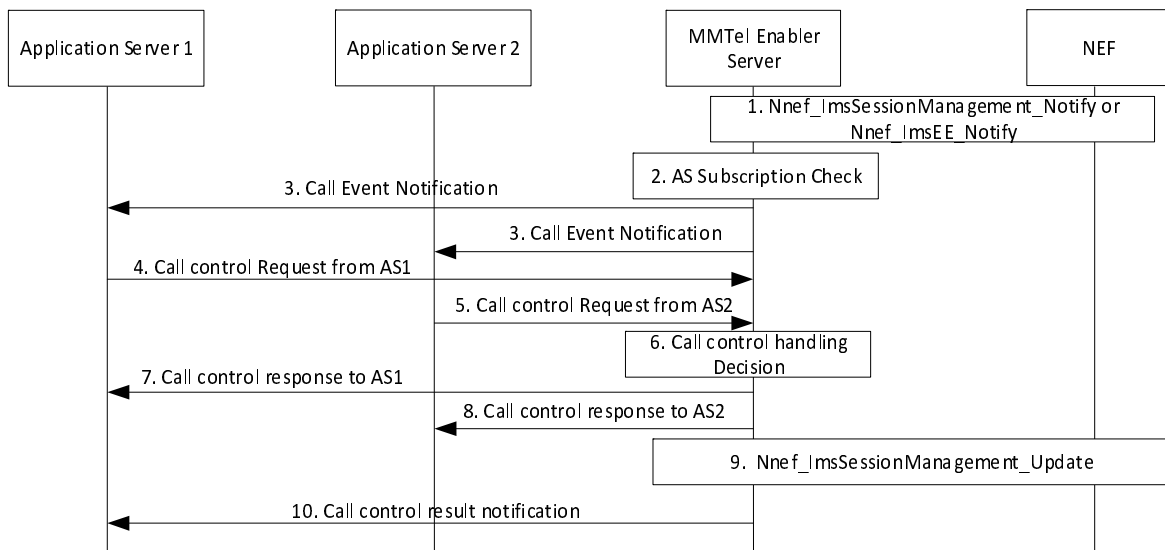 Application Server 1
Application Server 2
MMTel Enabler
Server
NEF
1. Nnef_ImsSessionManagement_Notify or
Nnef_ImsEE_Notify
2. AS Subscription Check
3. Call Event Notification
3. Call Event Notification
4. Call control Request from AS1
5. Call control Request from AS2
6. Call control handling
Decision
7. Call control response to AS1
8. Call control response to AS2
9. Nnef_ImsSessionManagement_Update
10. Call control result notification